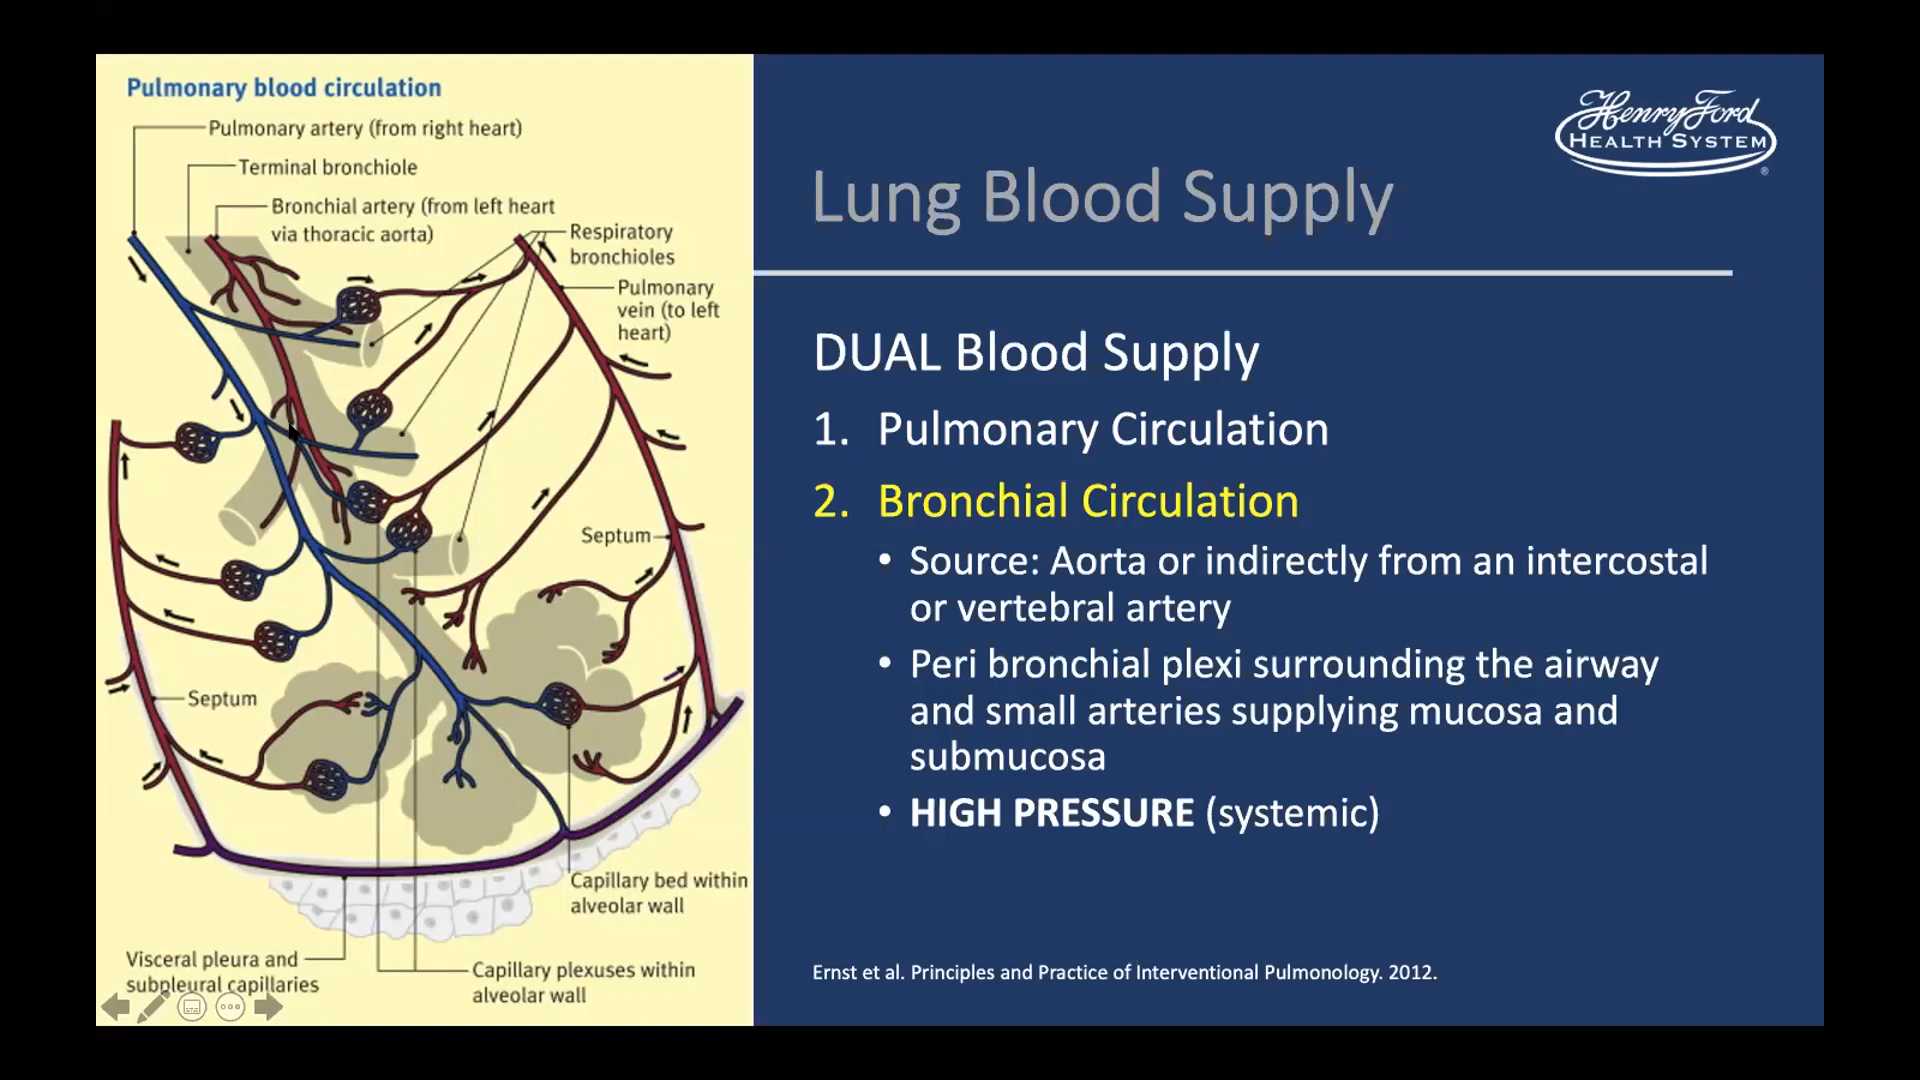 Pulmonary blood circulation
Pulmonary artery (from right heart)
Terminal bronchiole
Bronchial artery (from left heart
via thoracic aorta)
Respiratory
bronchioles
Pulmonary
vein (to left
heart)
Septum
Septum
Capillary bed within
alveolar wall
Visceral pleura and
subpleural capillaries
Capillary plexuses within
alveolar wall
Henry Ford
HEALTH SYSTEM
®
Lung Blood Supply
DUAL Blood Supply
1. Pulmonary Circulation
2. Bronchial Circulation
• Source: Aorta or indirectly from an intercostal
or vertebral artery
• Peri bronchial plexi surrounding the airway
and small arteries supplying mucosa and
submucosa
• HIGH PRESSURE (systemic)
Ernst et al. Principles and Practice of Interventional Pulmonology. 2012.